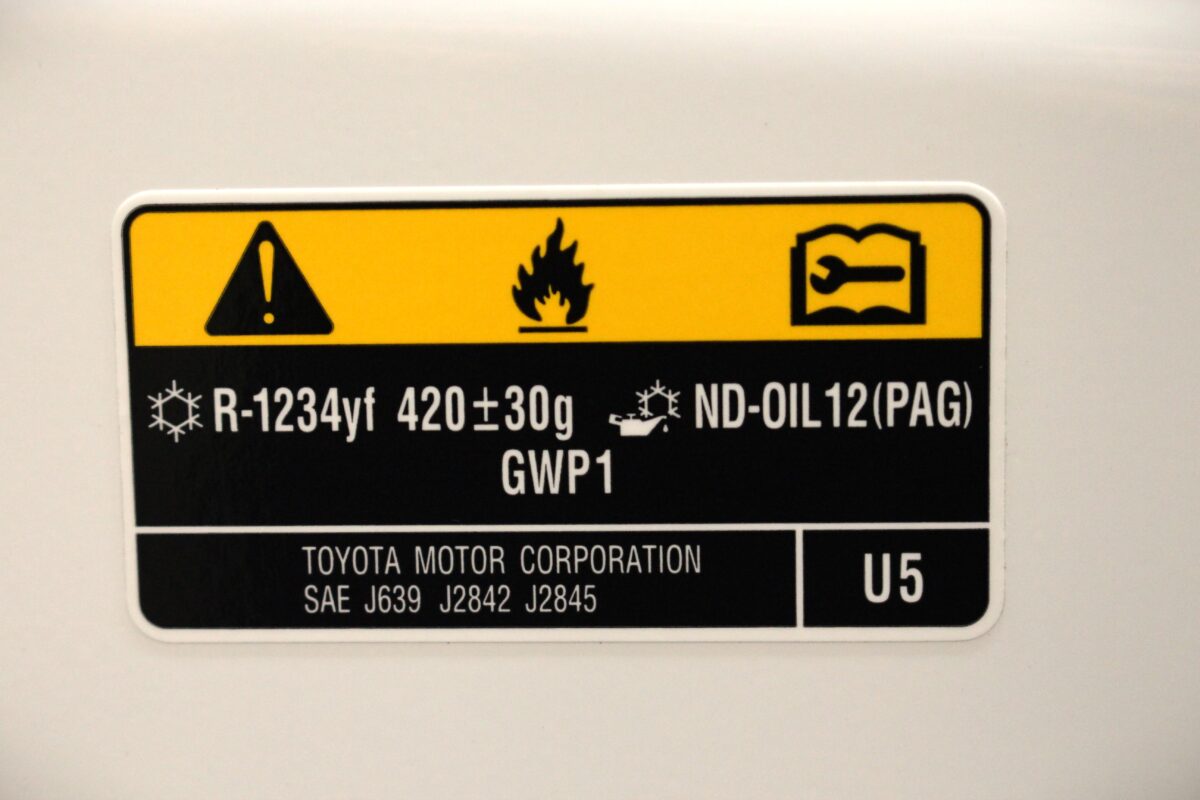 R-1234yf 420±30g ND-OIL12(PAG)
GWP1
TOYOTA MOTOR CORPORATION
SAE J639 J2842 J2845
U5